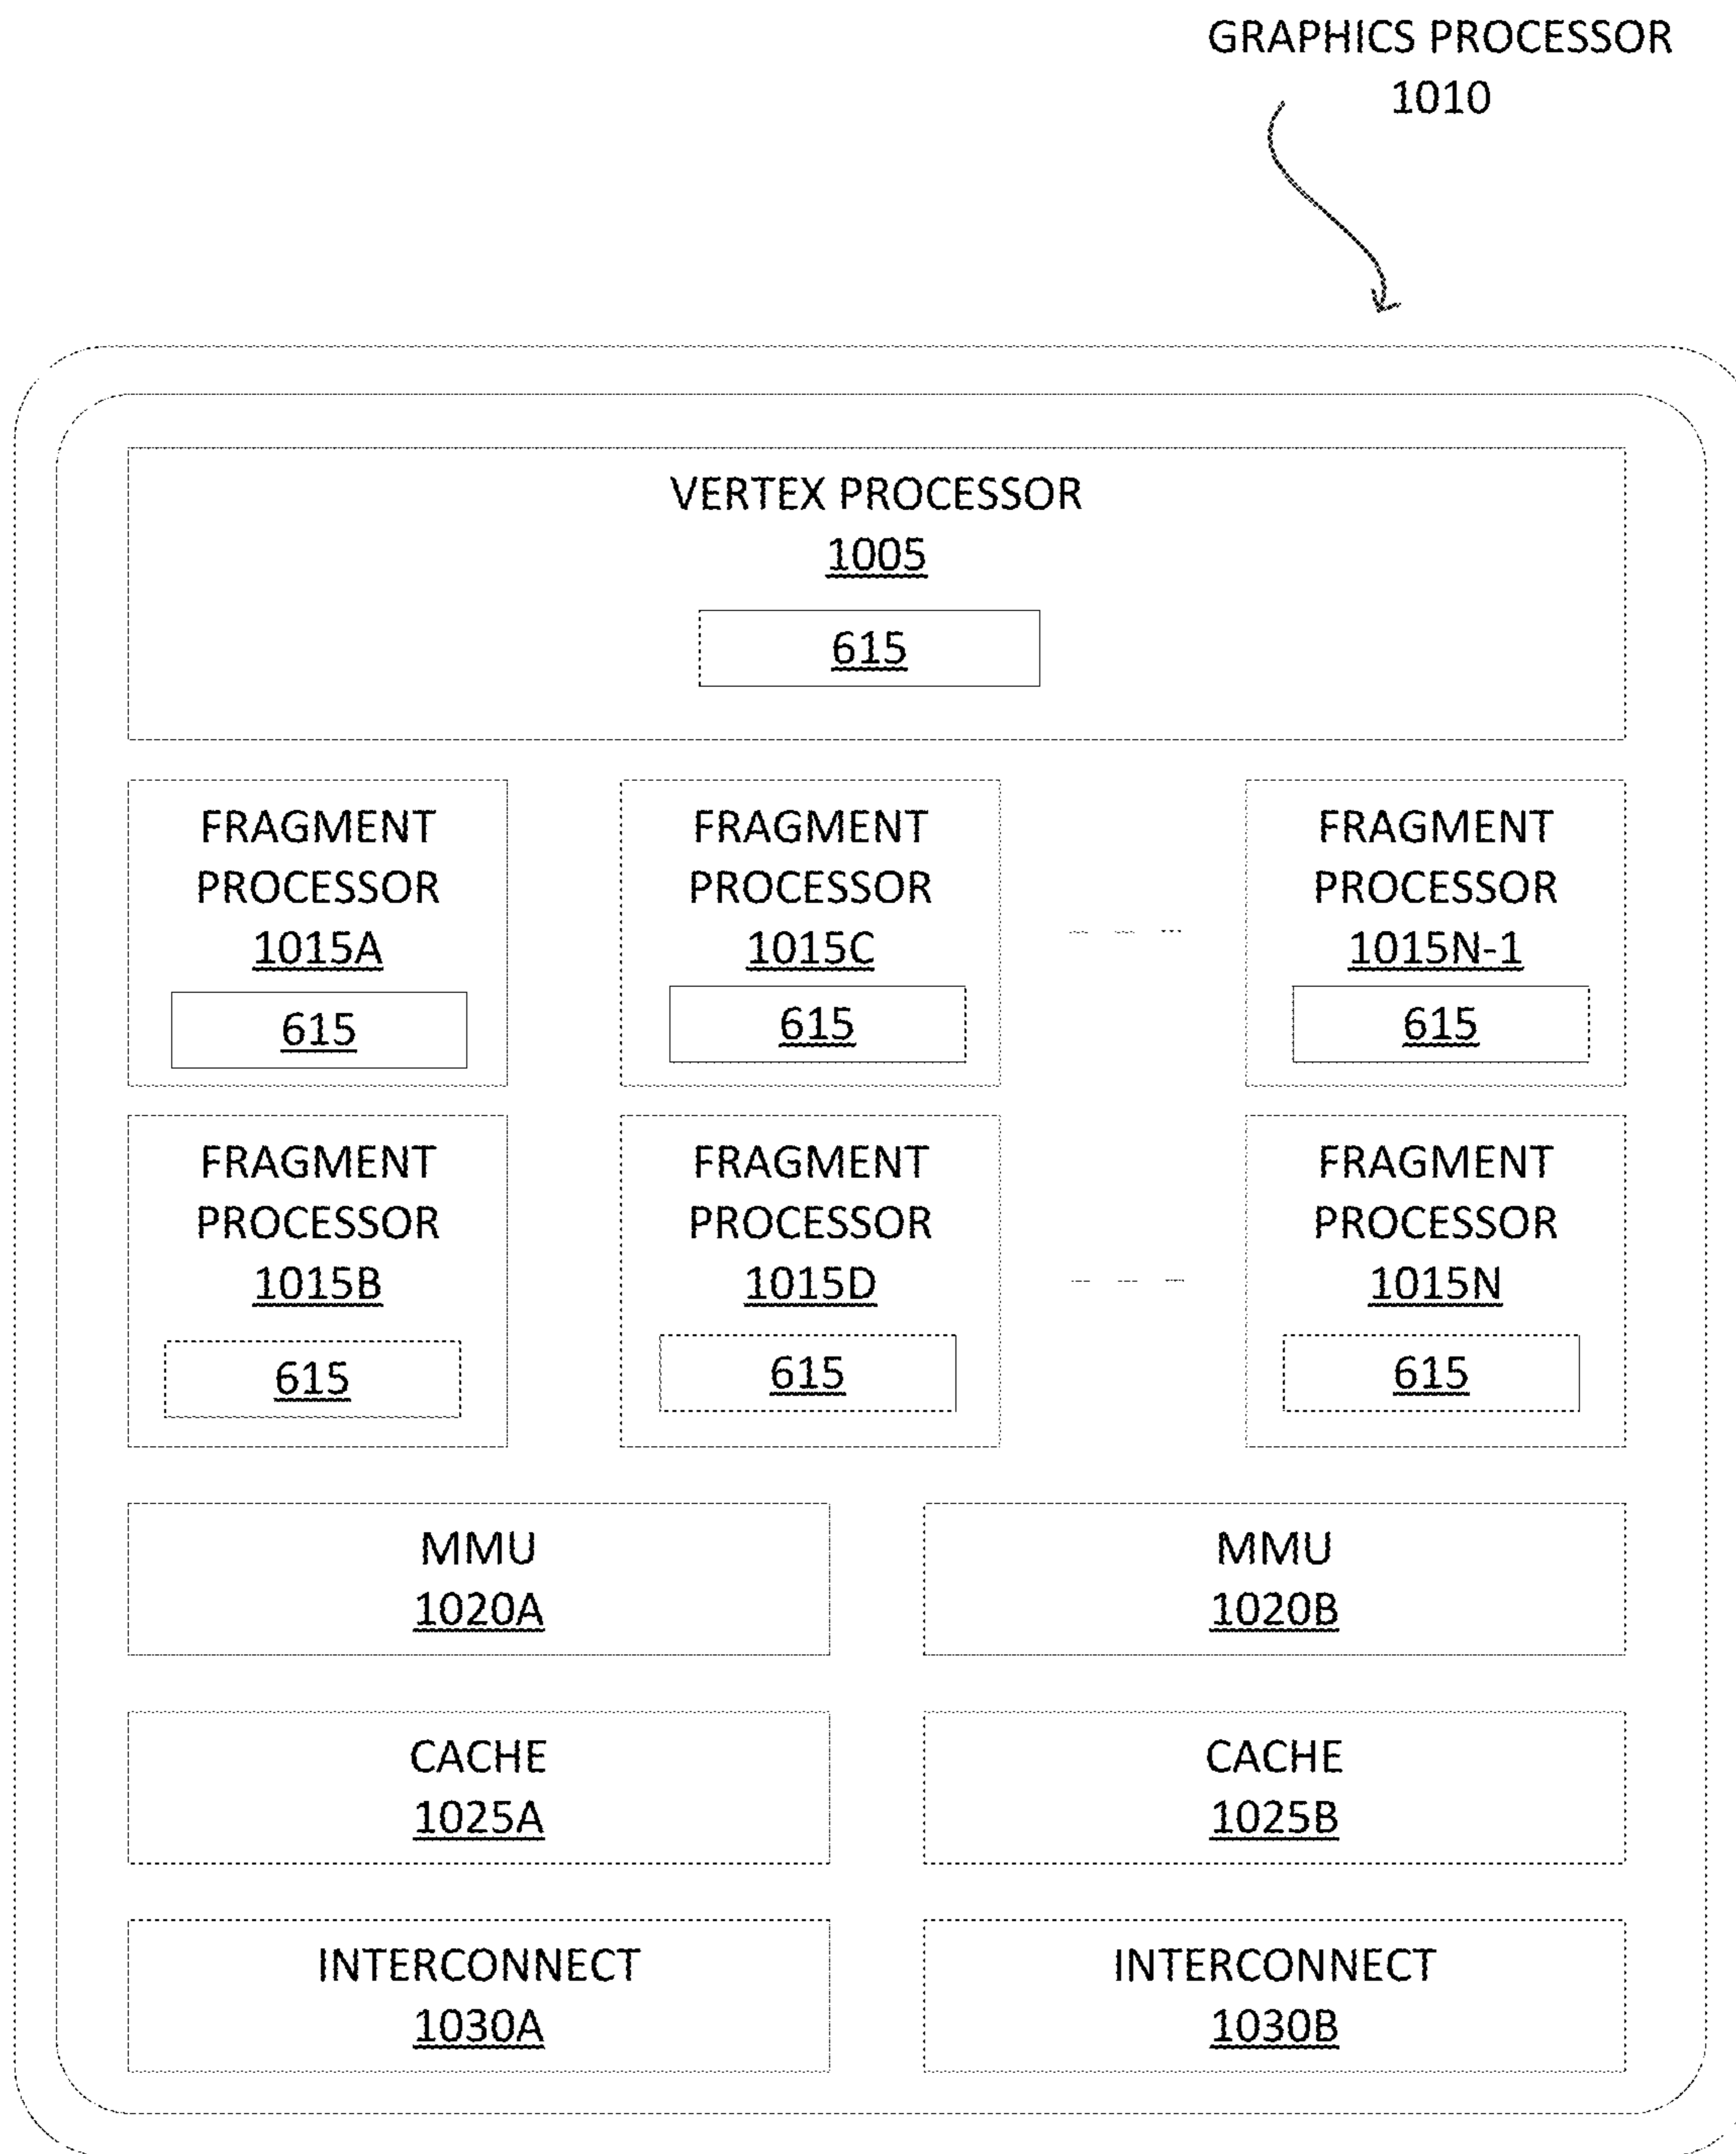 GRAPHICS PROCESSOR
1010
VERTEX PROCESSOR
1005
615
FRAGMENT
PROCESSOR
1015A
615
FRAGMENT
PROCESSOR
1015C
615
FRAGMENT
PROCESSOR
1015N-1
615
FRAGMENT
PROCESSOR
1015B
615
FRAGMENT
PROCESSOR
1015D
615
FRAGMENT
PROCESSOR
1015N
615
MMU
1020A
MMU
1020B
CACHE
1025A
CACHE
1025B
INTERCONNECT
1030A
INTERCONNECT
1030B